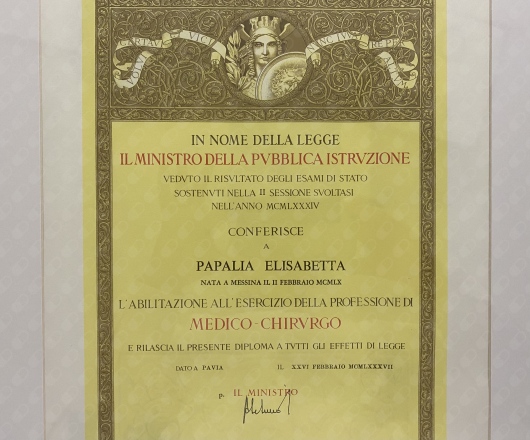 IN NOME DELLA LEGGE
IL MINISTRO DELLA PVBBLICA ISTRVZIONE
VEDVTO IL RISVLTATO DEGLI ESAMI DI STATO
SOSTENVTI NELLA II SESSIONE SVOLTASI
NELL'ANNO MCMLXXXIV
CONFERISCE
A
PAPALIA ELISABETTA
NATA A MESSINA IL II FEBBRAIO MCMLX
L'ABILITAZIONE ALL'ESERCIZIO DELLA PROFESSIONE DI
MEDICO-CHIRVRGO
E RILASCIA IL PRESENTE DIPLOMA A TVTTI GLI EFFETTI DI LEGGE
DATO A PAVIA IL XXVI FEBBRAIO MCMLXXXVII
p. IL MINISTRO